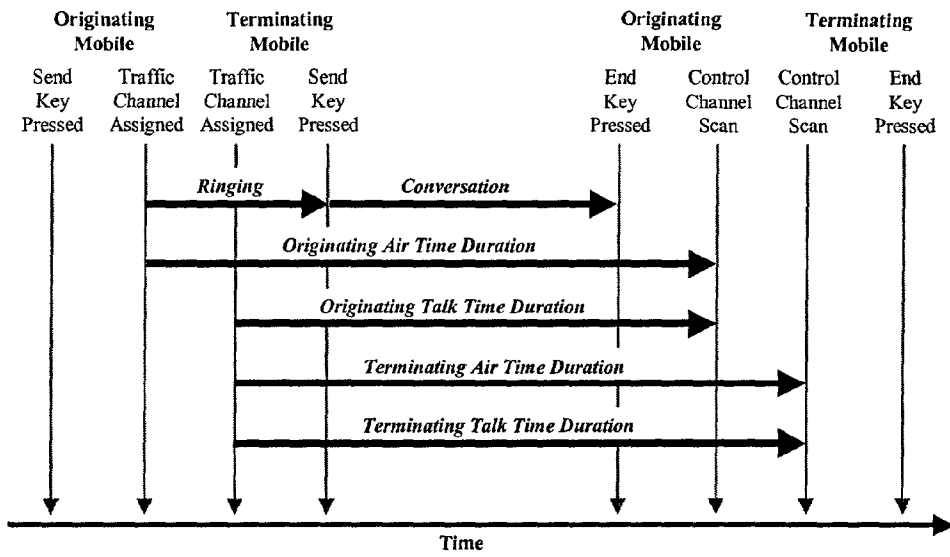 Originating Mobile
Terminating Mobile
Originating Mobile
Terminating Mobile
Send Key Pressed
Traffic Channel Assigned
Traffic Channel Assigned
Send Key Pressed
End Key Pressed
Control Channel Scan
Control Channel Scan
End Key Pressed
Ringing
Conversation
Originating Air Time Duration
Originating Talk Time Duration
Terminating Air Time Duration
Terminating Talk Time Duration
Time